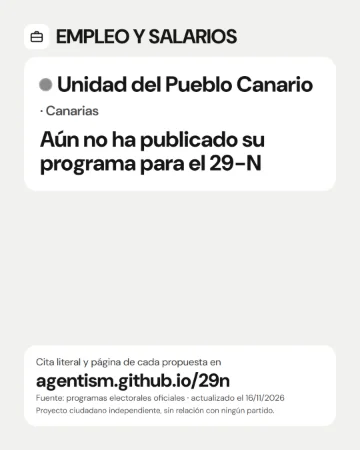 EMPLEO Y SALARIOS
Unidad del Pueblo Canario
· Canarias
Aún no ha publicado su
programa para el 29-N
Cita literal y página de cada propuesta en
agentism.github.io/29n
Fuente: programas electorales oficiales · actualizado el 16/11/2026
Proyecto ciudadano independiente, sin relación con ningún partido.